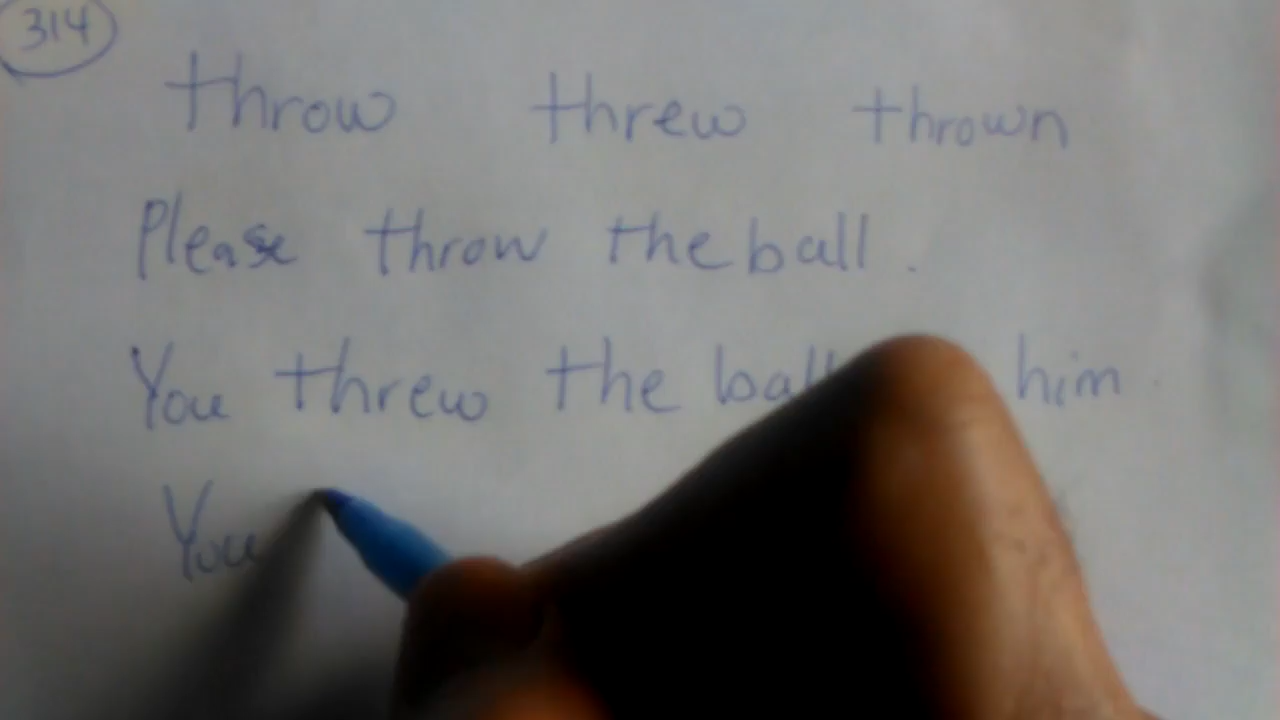 314
throw threw thrown
Please throw the ball.
You threw the ball him.
You